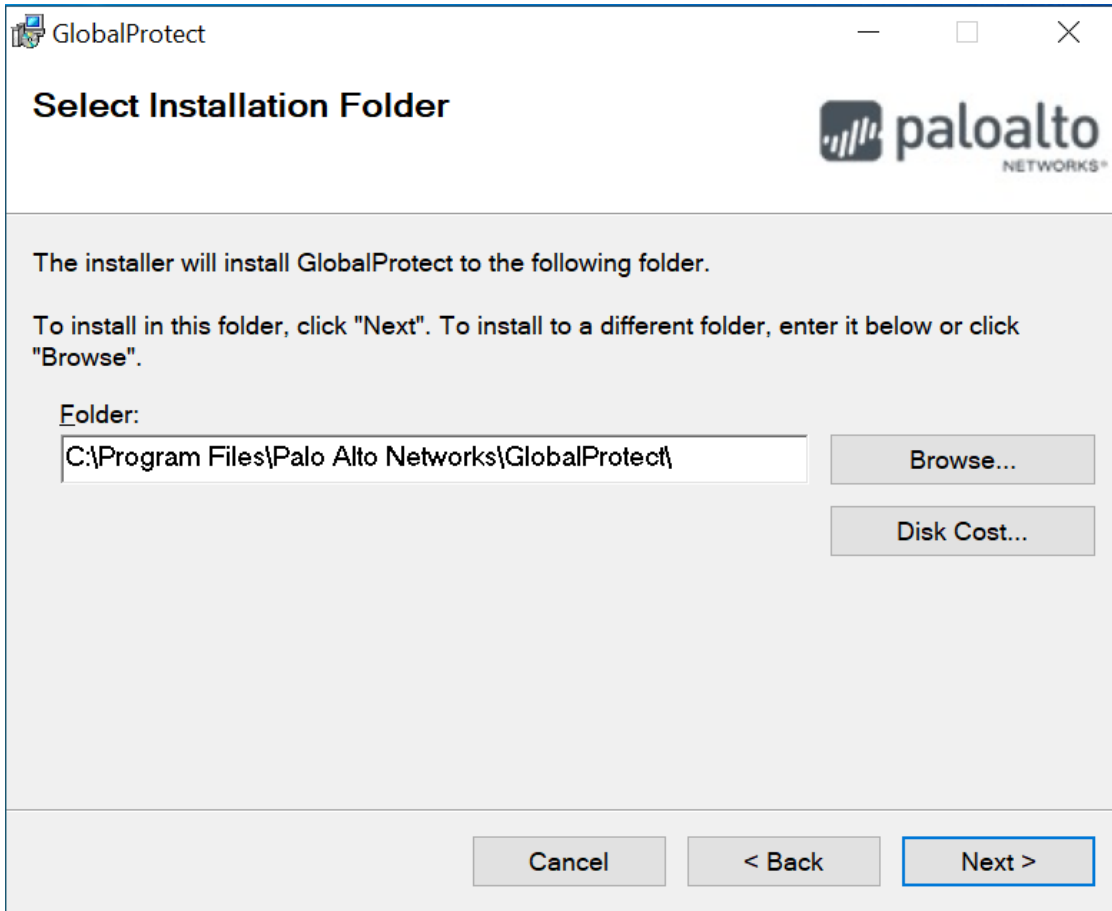 GlobalProtect
Select Installation Folder
paloalto
NETWORKS®
The installer will install GlobalProtect to the following folder.
To install in this folder, click "Next". To install to a different folder, enter it below or click
"Browse".
Folder:
C:\Program Files\Palo Alto Networks\GlobalProtect\
Browse...
Disk Cost...
Cancel
< Back
Next >